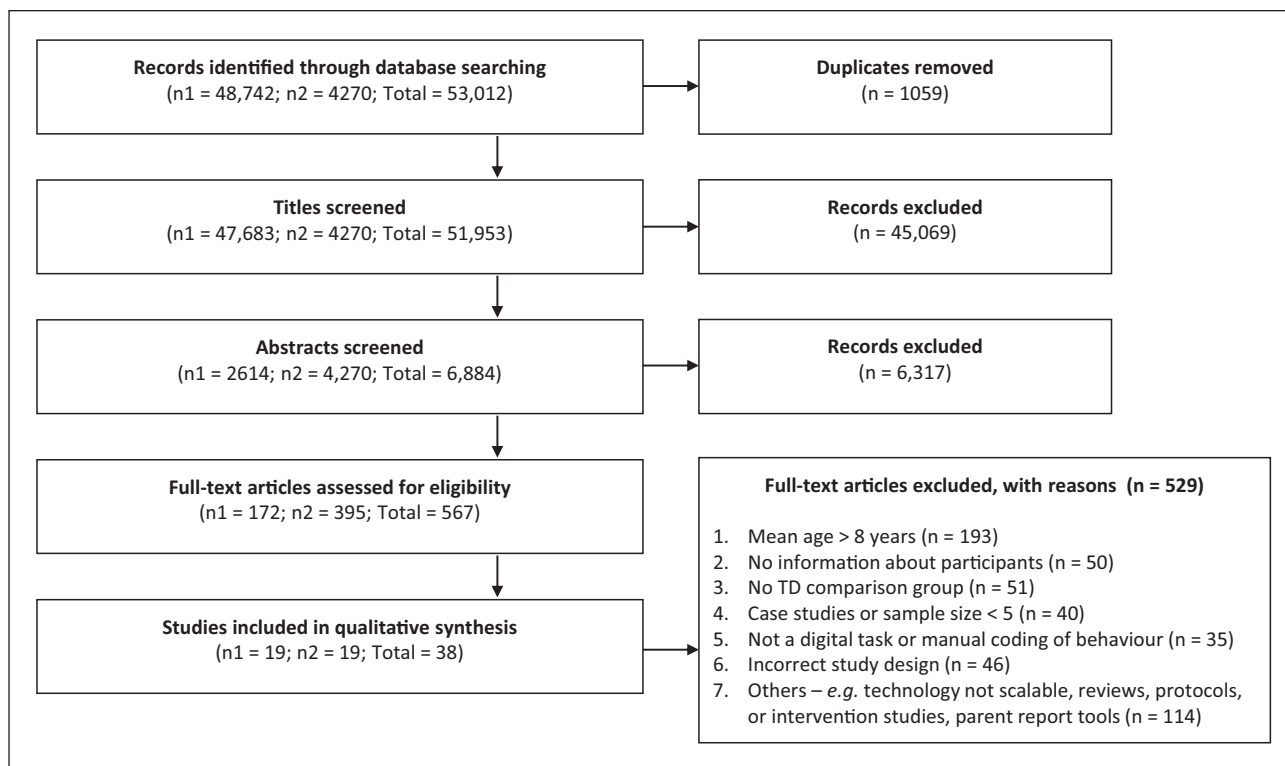 Records identified through database searching
(n1 = 48,742; n2 = 4270; Total = 53,012)
Duplicates removed
(n = 1059)
Titles screened
(n1 = 47,683; n2 = 4270; Total = 51,953)
Records excluded
(n = 45,069)
Abstracts screened
(n1 = 2614; n2 = 4,270; Total = 6,884)
Records excluded
(n = 6,317)
Full-text articles assessed for eligibility
(n1 = 172; n2 = 395; Total = 567)
Studies included in qualitative synthesis
(n1 = 19; n2 = 19; Total = 38)
Full-text articles excluded, with reasons (n = 529)
1. Mean age > 8 years (n = 193)
2. No information about participants (n = 50)
3. No TD comparison group (n = 51)
4. Case studies or sample size < 5 (n = 40)
5. Not a digital task or manual coding of behaviour (n = 35)
6. Incorrect study design (n = 46)
7. Others – e.g. technology not scalable, reviews, protocols,
or intervention studies, parent report tools (n = 114)